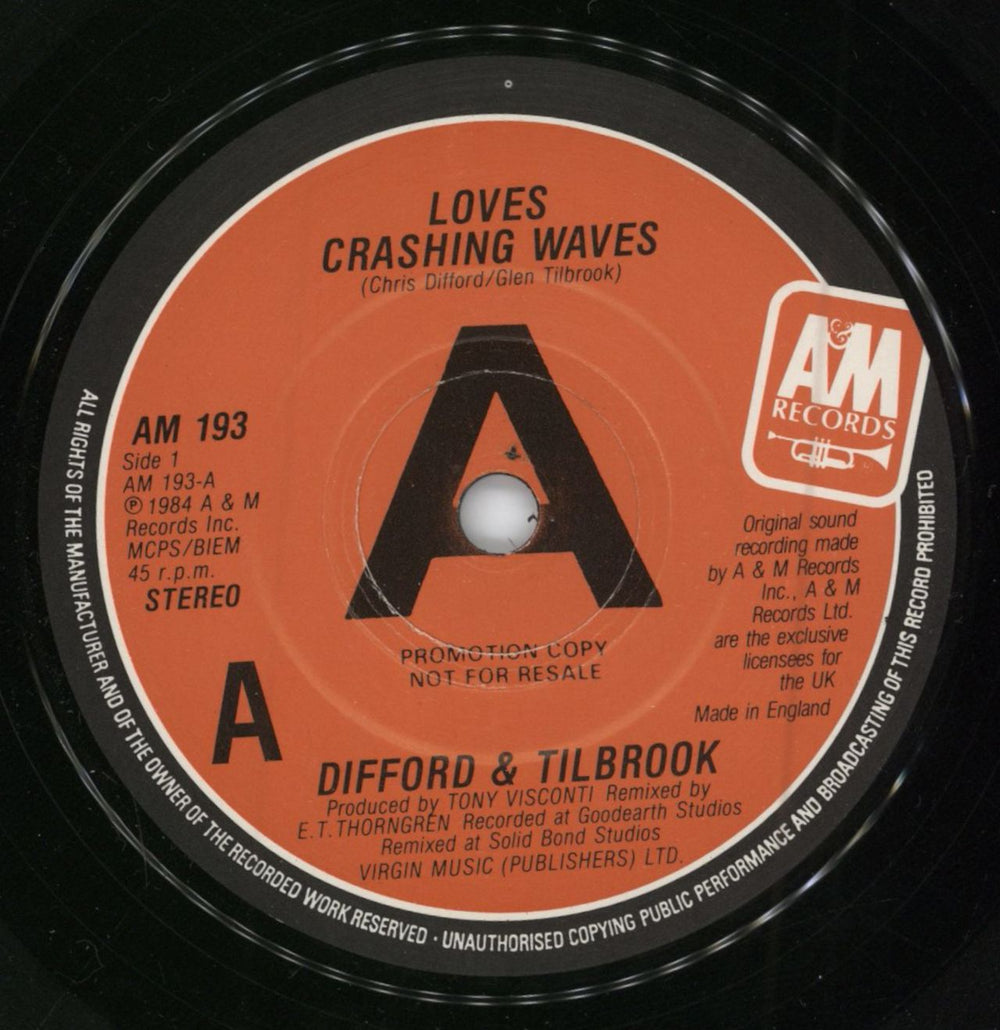 LOVES
CRASHING WAVES
(Chris Difford/Glen Tilbrook)
A
A&M
RECORDS
AM 193
Side 1
AM 193-A
℗ 1984 A & M
Records Inc.
MCPS/BIEM
45 r.p.m.
STEREO
A
Original sound
recording made
by A & M Records
Inc., A & M
Records Ltd.
are the exclusive
licensees for
the UK
Made in England
PROMOTION COPY
NOT FOR RESALE
DIFFORD & TILBROOK
Produced by TONY VISCONTI Remixed by
E.T. THORNGREN Recorded at Goodearth Studios
Remixed at Solid Bond Studios
VIRGIN MUSIC (PUBLISHERS) LTD.
ALL RIGHTS OF THE MANUFACTURER AND OF THE OWNER OF THE RECORDED WORK RESERVED · UNAUTHORISED COPYING PUBLIC PERFORMANCE AND BROADCASTING OF THIS RECORD PROHIBITED